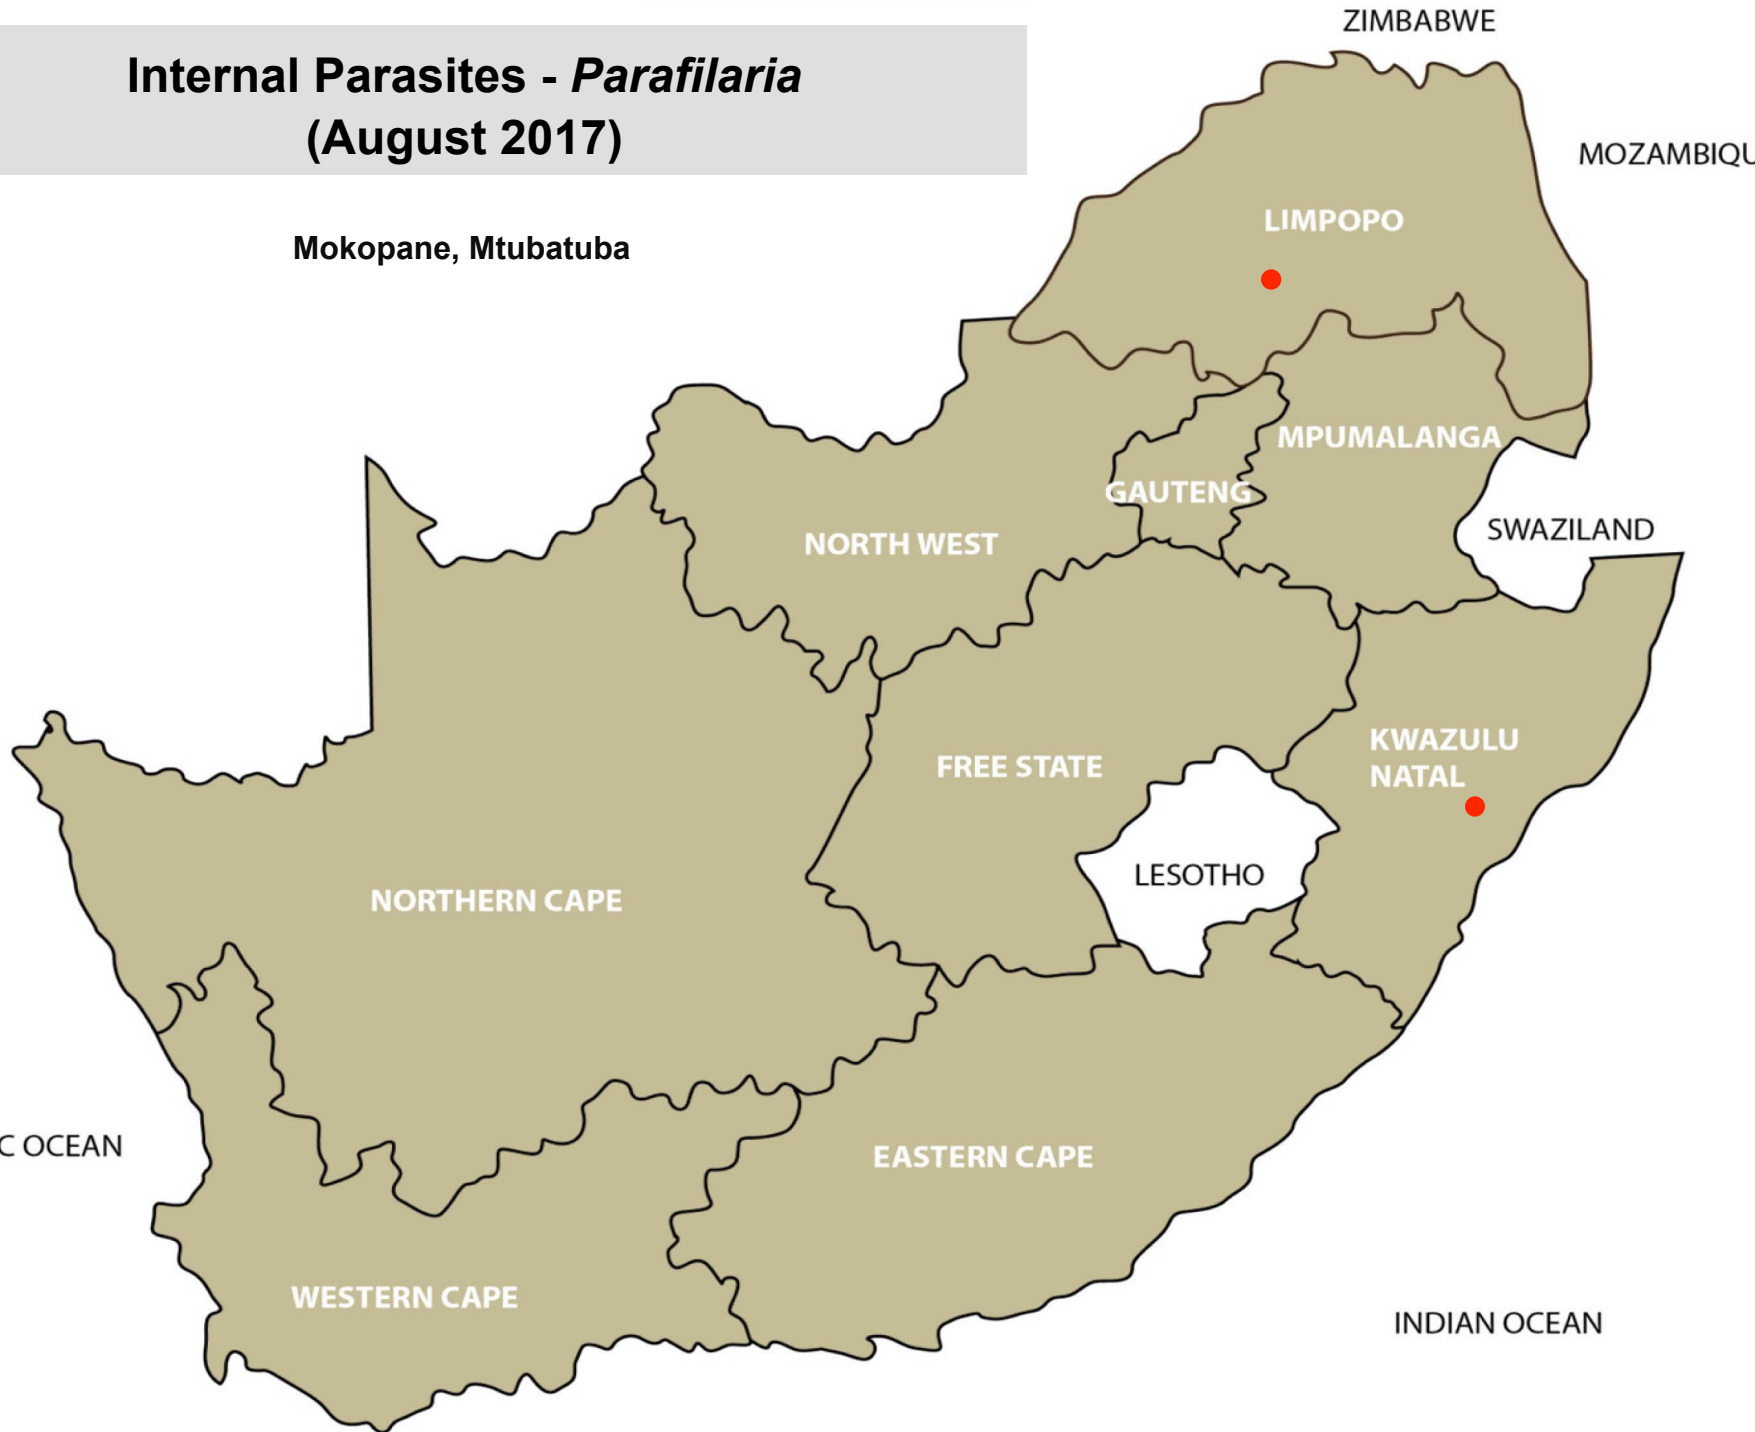 ZIMBABWE
Internal Parasites - Parafilaria
(August 2017)
MOZAMBIQU
LIMPOPO
Mokopane, Mtubatuba
MPUMALANGA
GAUTENG
SWAZILAND
NORTH WEST
KWAZULU
NATAL
FREE STATE
LESOTHO
NORTHERN CAPE
C OCEAN
EASTERN CAPE
WESTERN CAPE
INDIAN OCEAN